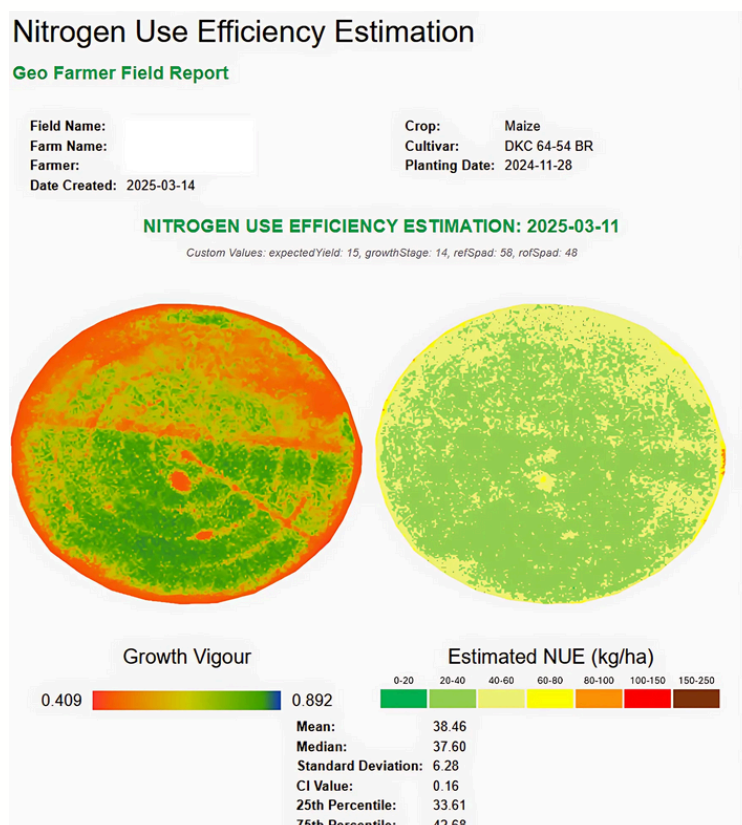 Nitrogen Use Efficiency Estimation
Geo Farmer Field Report
Field Name:
Farm Name:
Farmer:
Date Created: 2025-03-14
Crop: Maize
Cultivar: DKC 64-54 BR
Planting Date: 2024-11-28
NITROGEN USE EFFICIENCY ESTIMATION: 2025-03-11
Custom Values: expectedYield: 15, growthStage: 14, refSpad: 58, rofSpad: 48
Growth Vigour
0.409 0.892
Estimated NUE (kg/ha)
0-20 20-40 40-60 60-80 80-100 100-150 150-250
Mean: 38.46
Median: 37.60
Standard Deviation: 6.28
CI Value: 0.16
25th Percentile: 33.61
75th Percentile: 42.68